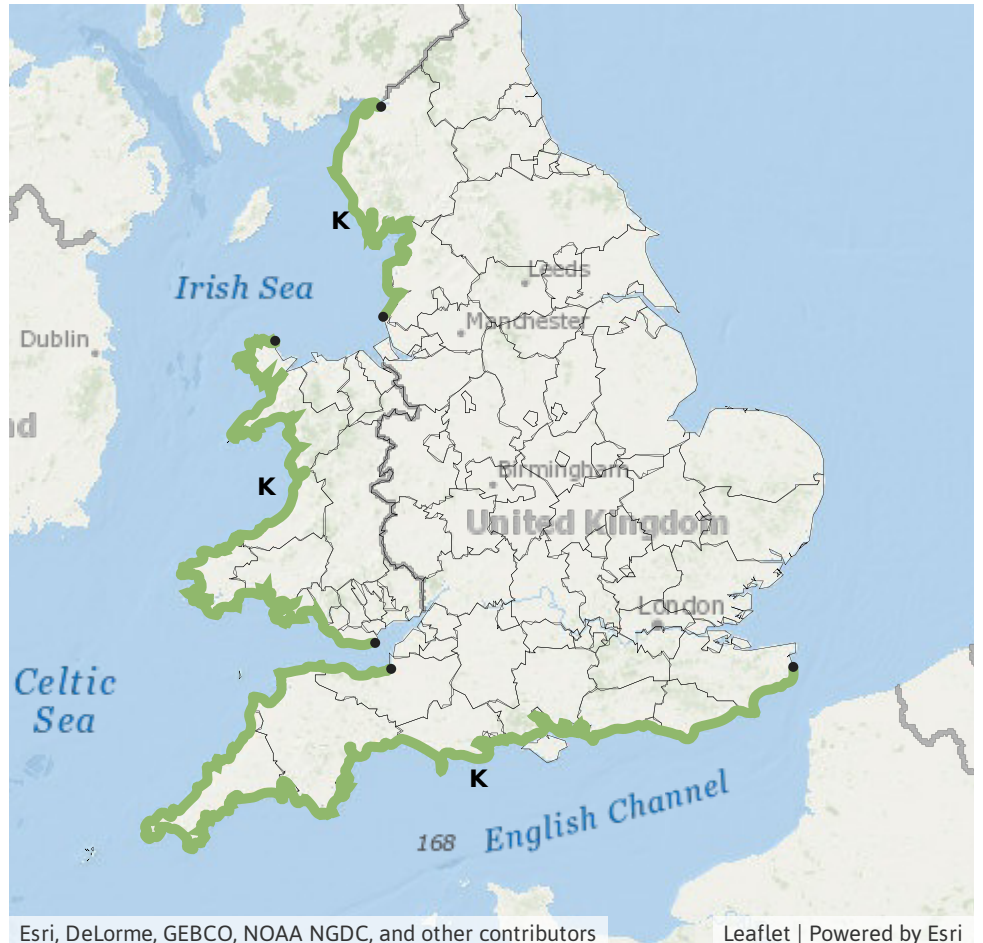 K
Leeds
Irish Sea
Manchester
Dublin
nd
Birmingham
K
United Kingdom
London
Celtic
Sea
K
English Channel
168
Esri, DeLorme, GEBCO, NOAA NGDC, and other contributors
Leaflet | Powered by Esri